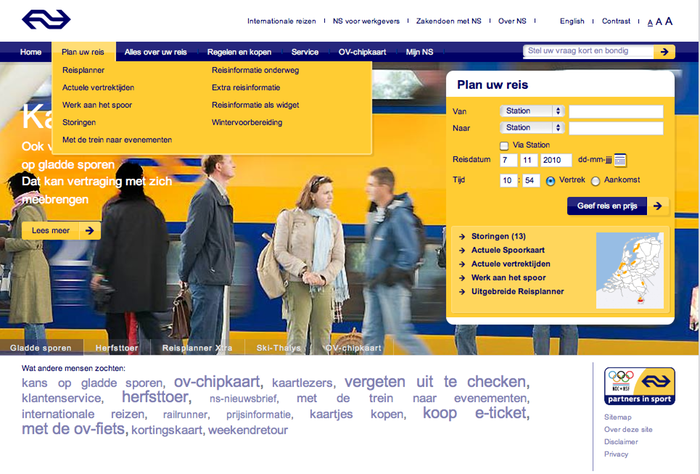 Internationale reizen
NS voor werkgevers
Zakendoen met NS
Over NS
English
Contrast
A A A
Home
Plan uw reis
Alles over uw reis
Regelen en kopen
Service
OV-chipkaart
Mijn NS
Stel uw vraag kort en bondig
Reisplanner
Actuele vertrektijden
Werk aan het spoor
Storingen
Met de trein naar evenementen
Reisinformatie onderweg
Extra reisinformatie
Reisinformatie als widget
Wintervoorbereiding
Ka
Ook v
op gladde sporen
Dat kan vertraging met zich
meebrengen
Lees meer
Plan uw reis
Van Station
Naar Station
Via Station
Reisdatum 7 11 2010 dd-mm-
Tijd 10 : 54 Vertrek Aankomst
Geef reis en prijs
Storingen (13)
Actuele Spoorkaart
Actuele vertrektijden
Werk aan het spoor
Uitgebreide Reisplanner
Gladde sporen
Herfsttoer
Reisplanner Xtra
Ski-Thalys
OV-chipkaart
Wat andere mensen zochten:
kans op gladde sporen, ov-chipkaart, kaartlezers, vergeten uit te checken,
klantenservice, herfsttoer, ns-nieuwsbrief, met de trein naar evenementen,
internationale reizen, railrunner, prijsinformatie, kaartjes kopen, koop e-ticket,
met de ov-fiets, kortingskaart, weekendretour
NOC*NSF
partners in sport
Sitemap
Over deze site
Disclaimer
Privacy